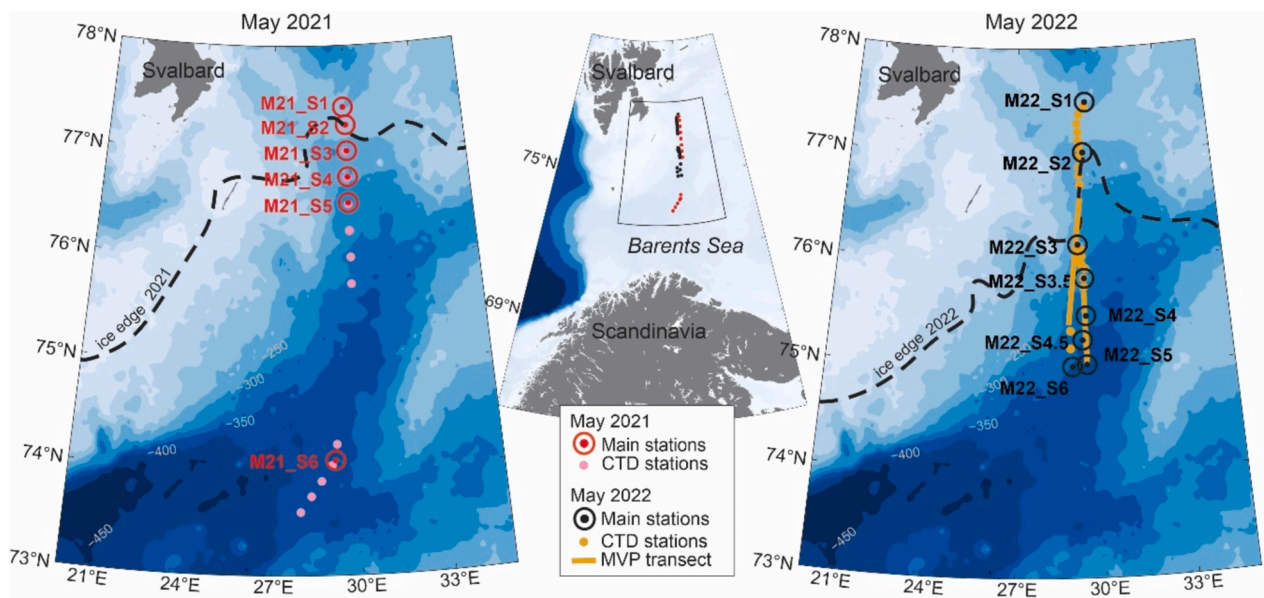 May 2021
78°N
77°N
76°N
75°N
74°N
73°N
21°E
24°E
27°E
30°E
33°E
Svalbard
M21_S1
M21_S2
M21_S3
M21_S4
M21_S5
M21_S6
ice edge 2021
−250
−300
−350
−400
−450
Svalbard
75°N
69°N
Barents Sea
Scandinavia
May 2021
Main stations
CTD stations
May 2022
Main stations
CTD stations
MVP transect
May 2022
78°N
77°N
76°N
75°N
74°N
73°N
21°E
24°E
27°E
30°E
33°E
Svalbard
M22_S1
M22_S2
M22_S3
M22_S3.5
M22_S4
M22_S4.5
M22_S5
M22_S6
ice edge 2022
−300
−350
−400
−450